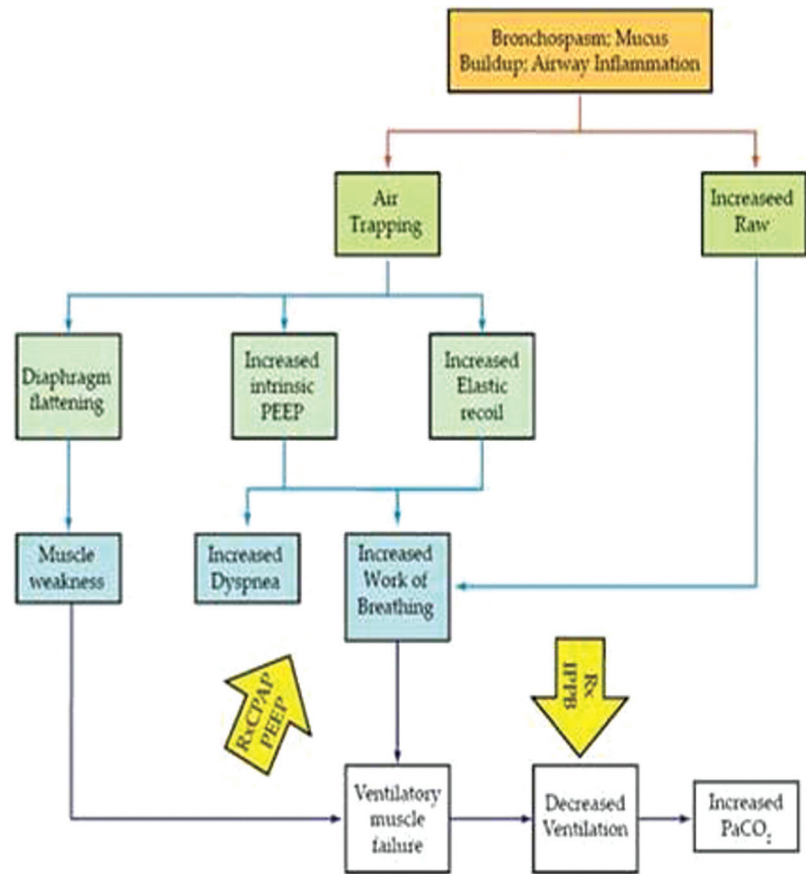 Bronchospasm; Mucus
Buildup; Airway Inflammation
Air
Trapping
Increaseed
Raw
Diaphragm
flattening
Increased
intrinsic
PEEP
Increased
Elastic
recoil
Muscle
weakness
Increased
Dyspnea
Increased
Work of
Breathing
RxCPAP
PEEP
Rx
IPPB
Ventilatory
muscle
failure
Decreased
Ventilation
Increased
PaCO₂